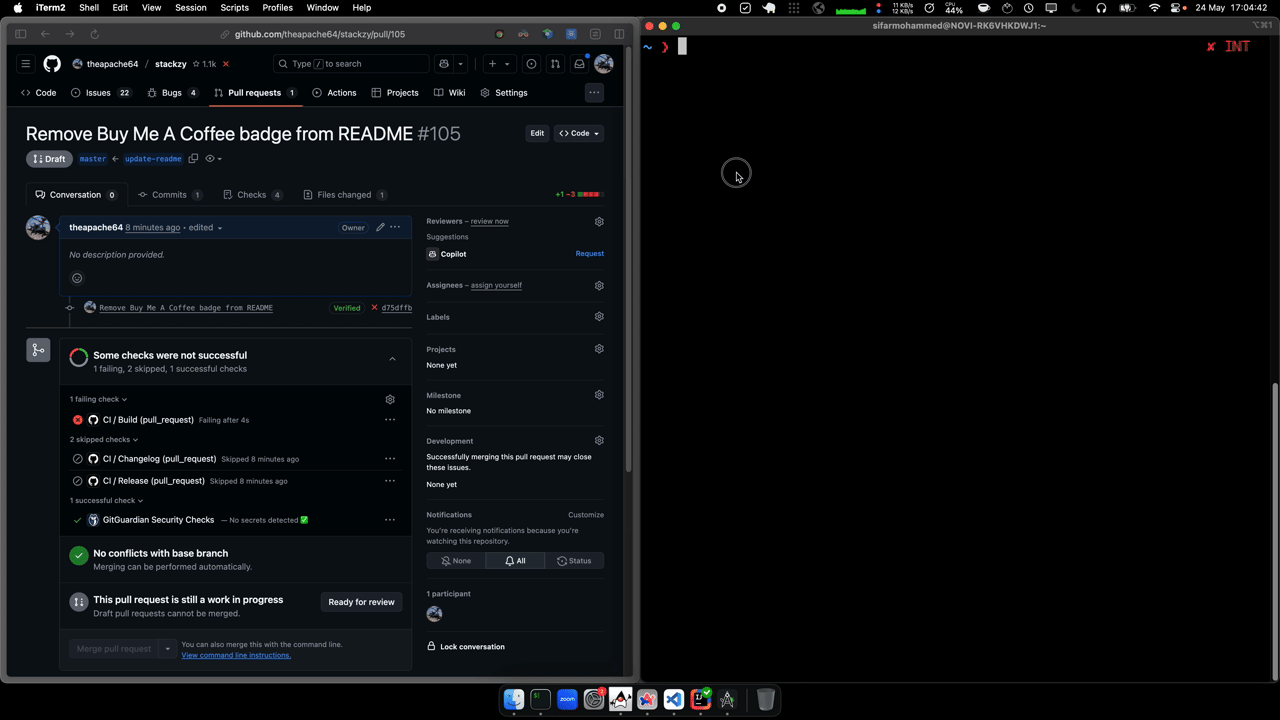 iTerm2 Shell Edit View Session Scripts Profiles Window Help
11 KB/s
12 KB/s
CPU
44%
24 May 17:04:42
github.com/theapache64/stackzy/pull/105
sifarmohammed@NOVI-RK6VHKDWJ1:~
⌥⌘1
~ ❯
✘ INT
theapache64 / stackzy ☆ 1.1k ×
Type / to search
Code
Issues 22
Bugs 4
Pull requests 1
Actions
Projects
Wiki
Settings
Remove Buy Me A Coffee badge from README #105
Edit
<> Code
Draft
master ← update-readme
Conversation 0
Commits 1
Checks 4
Files changed 1
+1 −3
theapache64 8 minutes ago • edited
Owner
No description provided.
Remove Buy Me A Coffee badge from README
Verified
d75dffb
Some checks were not successful
1 failing, 2 skipped, 1 successful checks
1 failing check
CI / Build (pull_request) Failing after 4s
2 skipped checks
CI / Changelog (pull_request) Skipped 8 minutes ago
CI / Release (pull_request) Skipped 8 minutes ago
1 successful check
GitGuardian Security Checks — No secrets detected ✅
No conflicts with base branch
Merging can be performed automatically.
This pull request is still a work in progress
Draft pull requests cannot be merged.
Ready for review
Merge pull request
You can also merge this with the command line.
View command line instructions.
Reviewers – review now
Suggestions
Copilot
Request
Assignees – assign yourself
Labels
Projects
None yet
Milestone
No milestone
Development
Successfully merging this pull request may close
these issues.
None yet
Notifications
Customize
You're receiving notifications because you're
watching this repository.
None
All
Status
1 participant
Lock conversation
zoom